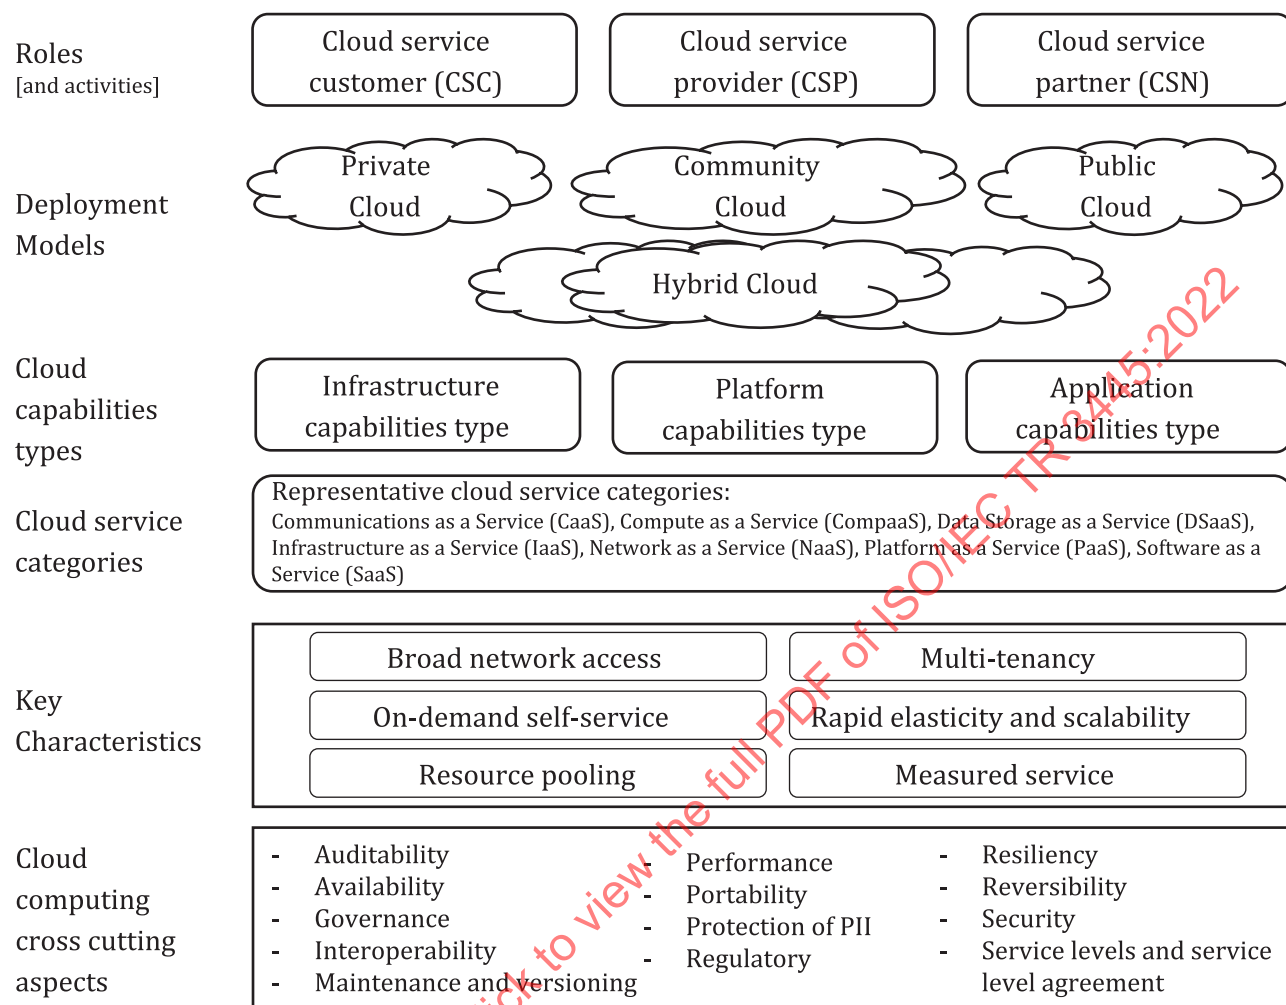 Roles
[and activities]
Cloud service
customer (CSC)
Cloud service
provider (CSP)
Cloud service
partner (CSN)
Deployment
Models
Private
Cloud
Community
Cloud
Public
Cloud
Hybrid Cloud
Cloud
capabilities
types
Infrastructure
capabilities type
Platform
capabilities type
Application
capabilities type
Cloud service
categories
Representative cloud service categories:
Communications as a Service (CaaS), Compute as a Service (CompaaS), Data Storage as a Service (DSaaS),
Infrastructure as a Service (IaaS), Network as a Service (NaaS), Platform as a Service (PaaS), Software as a
Service (SaaS)
Key
Characteristics
Broad network access
Multi-tenancy
On-demand self-service
Rapid elasticity and scalability
Resource pooling
Measured service
Cloud
computing
cross cutting
aspects
- Auditability
- Availability
- Governance
- Interoperability
- Maintenance and versioning
- Performance
- Portability
- Protection of PII
- Regulatory
- Resiliency
- Reversibility
- Security
- Service levels and service
level agreement
to view the full PDF of ISO/IEC TR 3445:2022